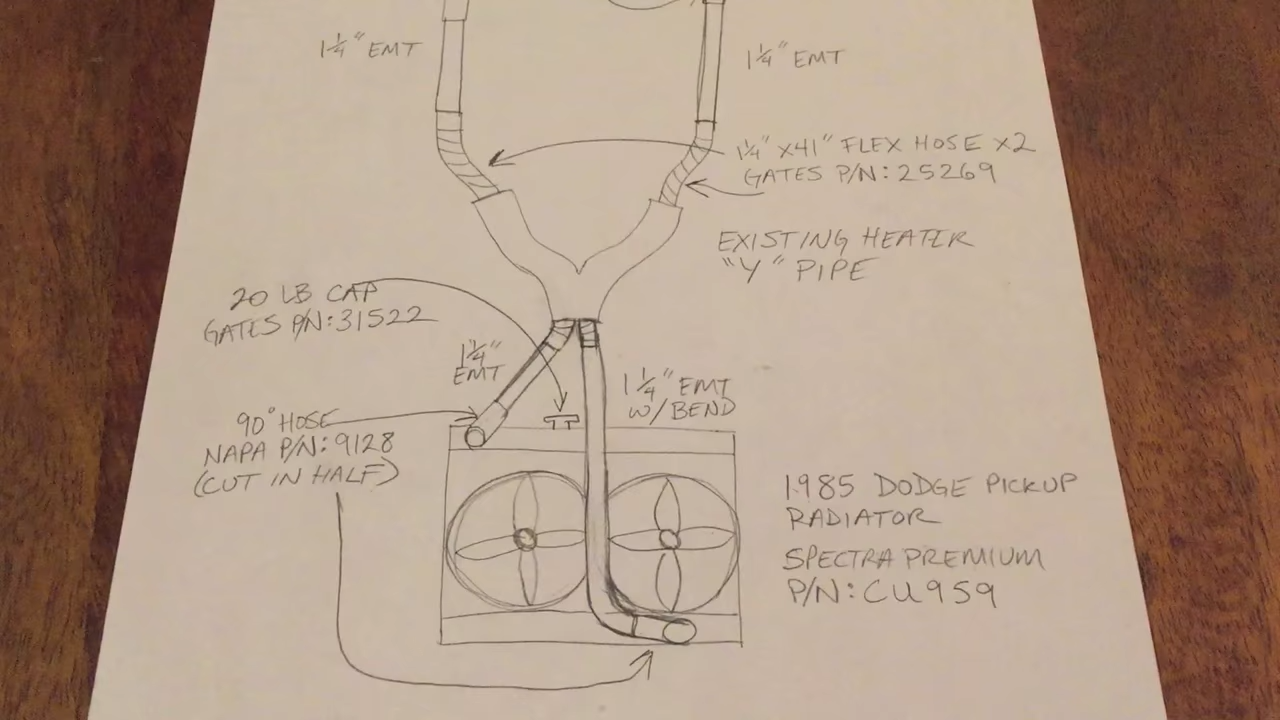 1¼" EMT
1¼" EMT
1¼" X41" FLEX HOSE X2
GATES P/N: 25269
EXISTING HEATER
"Y" PIPE
20 LB CAP
GATES P/N: 31522
1¼"
EMT
1¼" EMT
W/BEND
90° HOSE
NAPA P/N: 9128
(CUT IN HALF)
1985 DODGE PICKUP
RADIATOR
SPECTRA PREMIUM
P/N: CU959